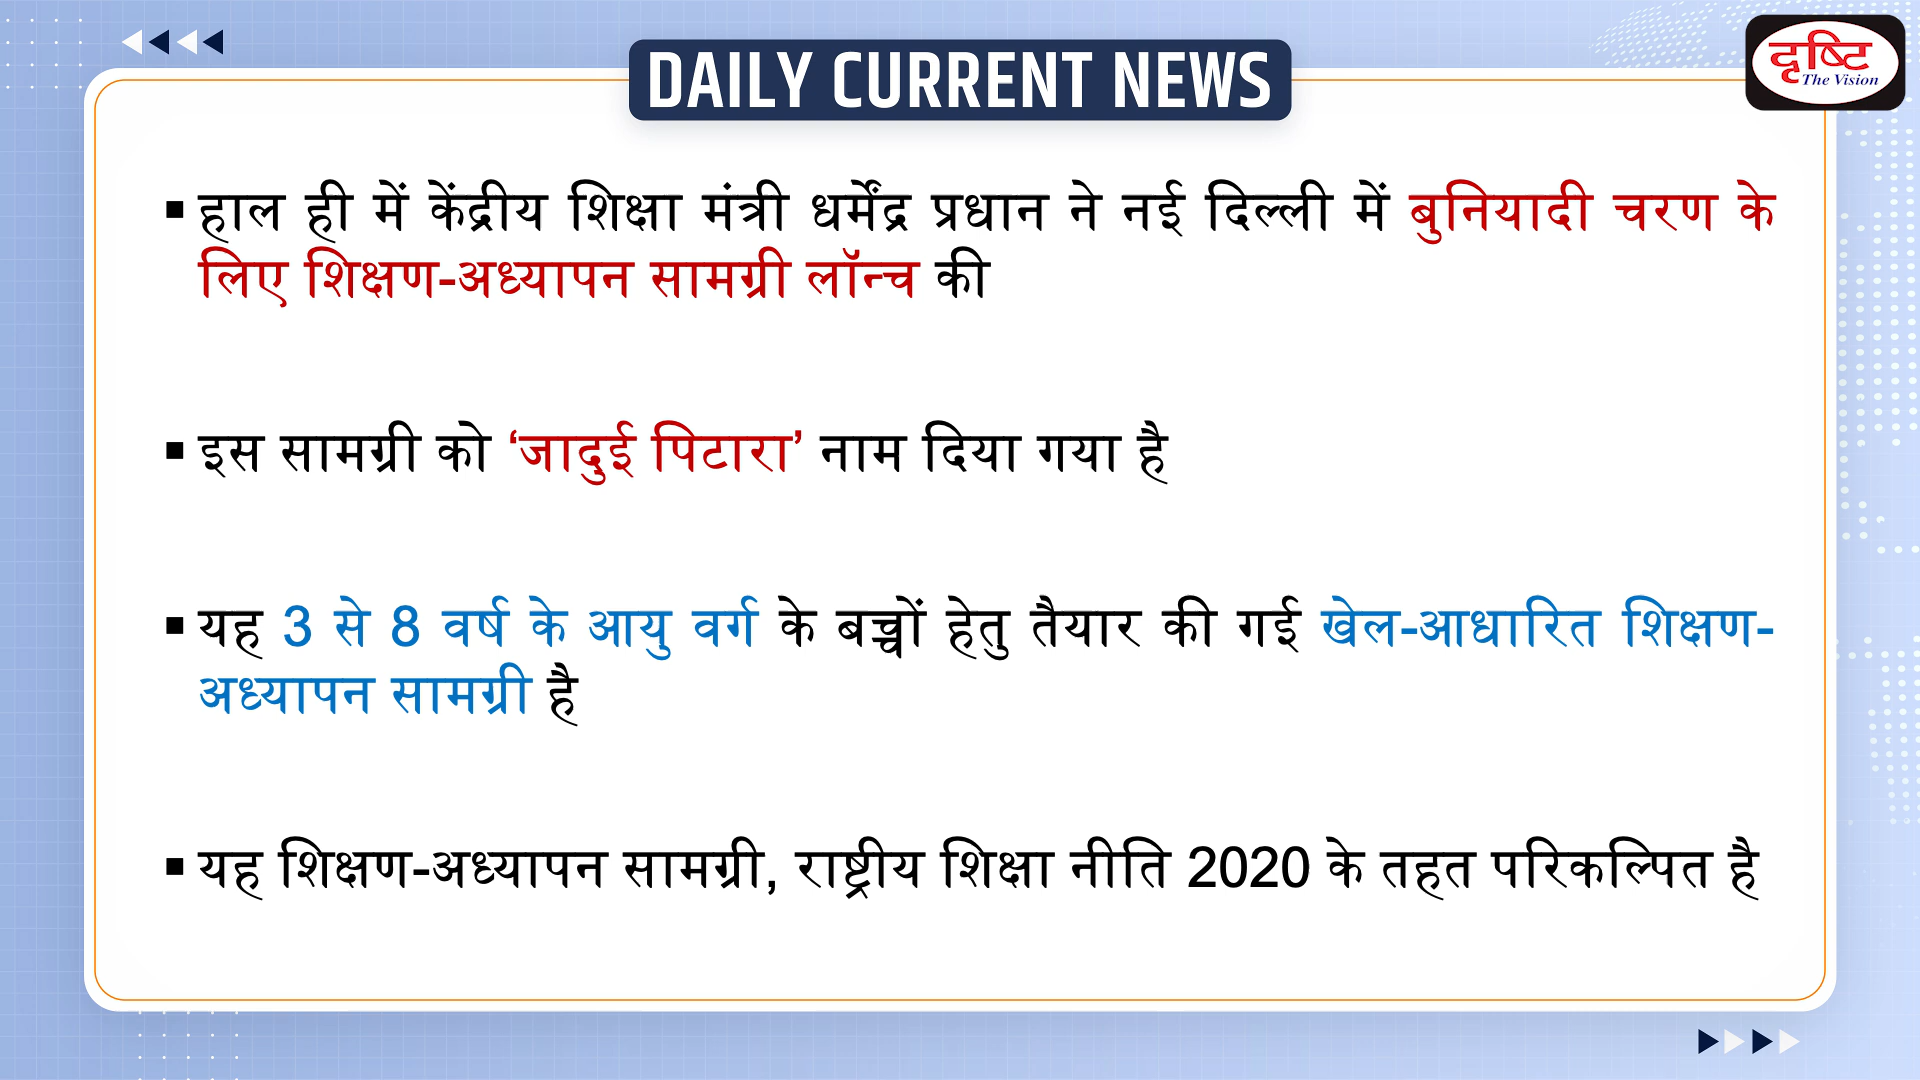 DAILY CURRENT NEWS
दृष्टि
The Vision
▪ हाल ही में केंद्रीय शिक्षा मंत्री धर्मेंद्र प्रधान ने नई दिल्ली में बुनियादी चरण के
लिए शिक्षण-अध्यापन सामग्री लॉन्च की
▪ इस सामग्री को ‘जादुई पिटारा’ नाम दिया गया है
▪ यह 3 से 8 वर्ष के आयु वर्ग के बच्चों हेतु तैयार की गई खेल-आधारित शिक्षण-
अध्यापन सामग्री है
▪ यह शिक्षण-अध्यापन सामग्री, राष्ट्रीय शिक्षा नीति 2020 के तहत परिकल्पित है